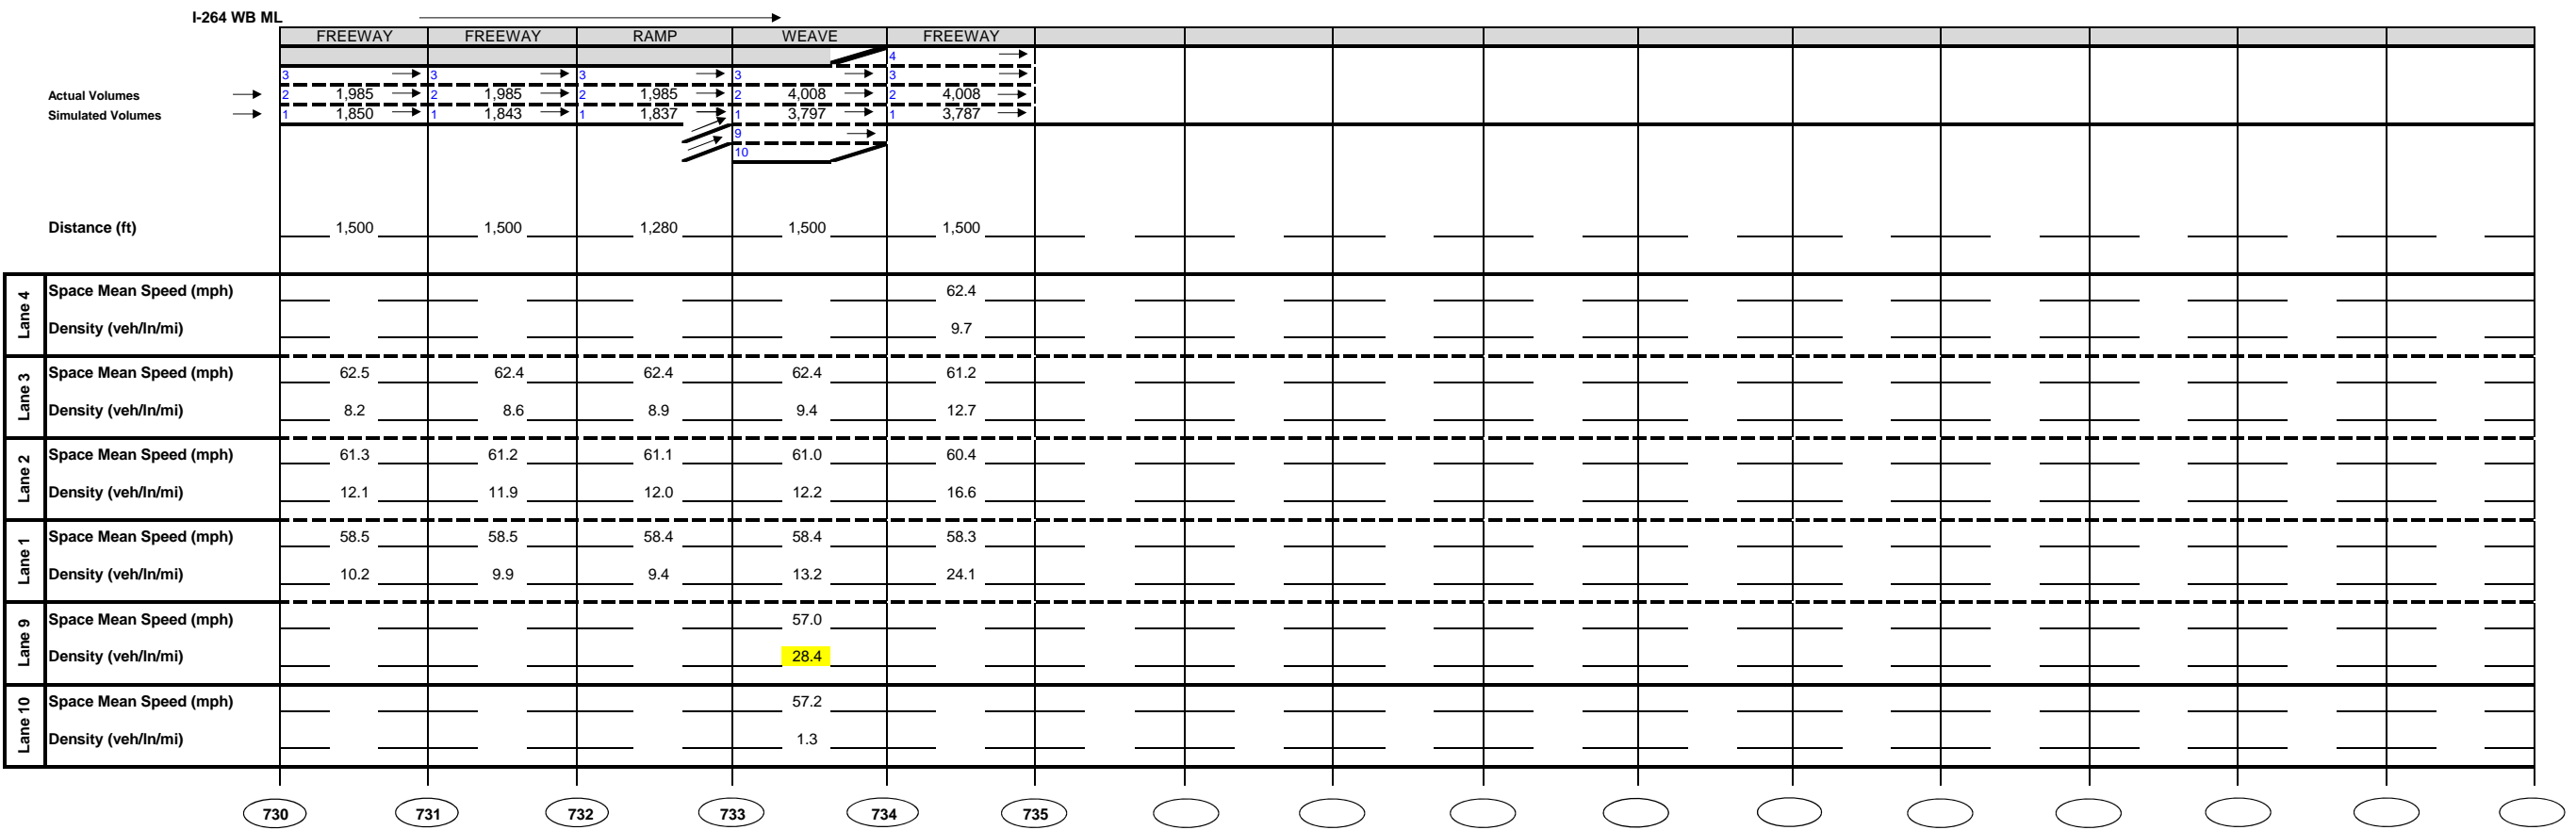 I-264 WB ML
FREEWAY FREEWAY RAMP WEAVE FREEWAY
4
3 3 3 3 3
Actual Volumes 2 1,985 2 1,985 2 1,985 2 4,008 2 4,008
Simulated Volumes 1 1,850 1 1,843 1 1,837 1 3,797 1 3,787
9
10
Distance (ft) 1,500 1,500 1,280 1,500 1,500
Lane 4
Space Mean Speed (mph) 62.4
Density (veh/ln/mi) 9.7
Lane 3
Space Mean Speed (mph) 62.5 62.4 62.4 62.4 61.2
Density (veh/ln/mi) 8.2 8.6 8.9 9.4 12.7
Lane 2
Space Mean Speed (mph) 61.3 61.2 61.1 61.0 60.4
Density (veh/ln/mi) 12.1 11.9 12.0 12.2 16.6
Lane 1
Space Mean Speed (mph) 58.5 58.5 58.4 58.4 58.3
Density (veh/ln/mi) 10.2 9.9 9.4 13.2 24.1
Lane 9
Space Mean Speed (mph) 57.0
Density (veh/ln/mi) 28.4
Lane 10
Space Mean Speed (mph) 57.2
Density (veh/ln/mi) 1.3
730 731 732 733 734 735